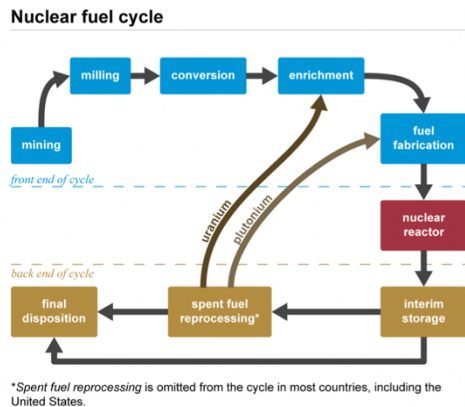 Nuclear fuel cycle
milling
conversion
enrichment
mining
fuel
fabrication
front end of cycle
uranium
plutonium
nuclear
reactor
back end of cycle
final
disposition
spent fuel
reprocessing*
interim
storage
*Spent fuel reprocessing is omitted from the cycle in most countries, including the
United States.